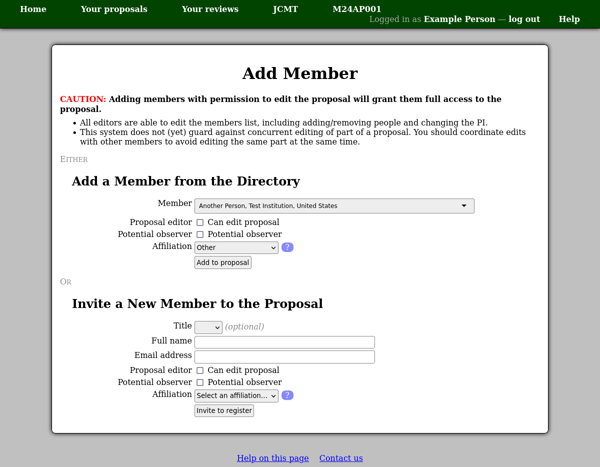 Home Your proposals Your reviews JCMT M24AP001
Logged in as Example Person — log out Help
Add Member
CAUTION: Adding members with permission to edit the proposal will grant them full access to the
proposal.
• All editors are able to edit the members list, including adding/removing people and changing the PI.
• This system does not (yet) guard against concurrent editing of part of a proposal. You should coordinate edits
with other members to avoid editing the same part at the same time.
Either
Add a Member from the Directory
Member Another Person, Test Institution, United States
Proposal editor Can edit proposal
Potential observer Potential observer
Affiliation Other ?
Add to proposal
Or
Invite a New Member to the Proposal
Title (optional)
Full name
Email address
Proposal editor Can edit proposal
Potential observer Potential observer
Affiliation Select an affiliation... ?
Invite to register
Help on this page Contact us